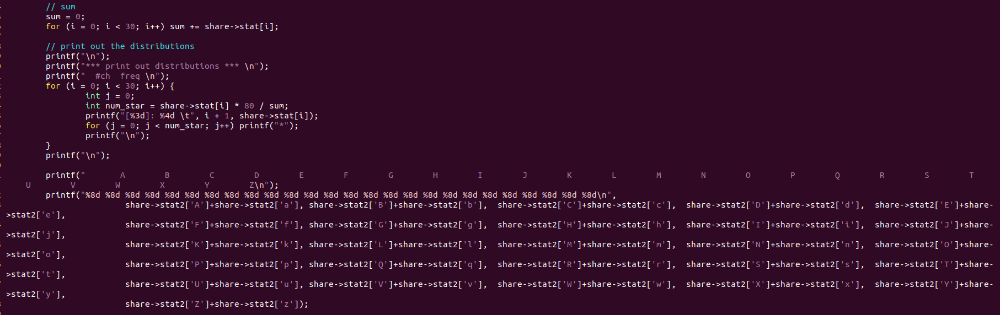 // sum
sum = 0;
for (i = 0; i < 30; i++) sum += share->stat[i];
// print out the distributions
printf("\n");
printf("*** print out distributions *** \n");
printf("  #ch  freq \n");
for (i = 0; i < 30; i++) {
int j = 0;
int num_star = share->stat[i] * 80 / sum;
printf("[%3d]: %4d \t", i + 1, share->stat[i]);
for (j = 0; j < num_star; j++) printf("*");
printf("\n");
}
printf("\n");
printf("       A        B        C        D        E        F        G        H        I        J        K        L        M        N        O        P        Q        R        S        T
U        V        W        X        Y        Z\n");
printf("%8d %8d %8d %8d %8d %8d %8d %8d %8d %8d %8d %8d %8d %8d %8d %8d %8d %8d %8d %8d %8d %8d %8d %8d %8d %8d\n",
share->stat2['A']+share->stat2['a'], share->stat2['B']+share->stat2['b'],  share->stat2['C']+share->stat2['c'],  share->stat2['D']+share->stat2['d'],  share->stat2['E']+share-
>stat2['e'],
share->stat2['F']+share->stat2['f'], share->stat2['G']+share->stat2['g'],  share->stat2['H']+share->stat2['h'],  share->stat2['I']+share->stat2['i'],  share->stat2['J']+share-
>stat2['j'],
share->stat2['K']+share->stat2['k'], share->stat2['L']+share->stat2['l'],  share->stat2['M']+share->stat2['m'],  share->stat2['N']+share->stat2['n'],  share->stat2['O']+share-
>stat2['o'],
share->stat2['P']+share->stat2['p'], share->stat2['Q']+share->stat2['q'],  share->stat2['R']+share->stat2['r'],  share->stat2['S']+share->stat2['s'],  share->stat2['T']+share-
>stat2['t'],
share->stat2['U']+share->stat2['u'], share->stat2['V']+share->stat2['v'],  share->stat2['W']+share->stat2['w'],  share->stat2['X']+share->stat2['x'],  share->stat2['Y']+share-
>stat2['y'],
share->stat2['Z']+share->stat2['z']);